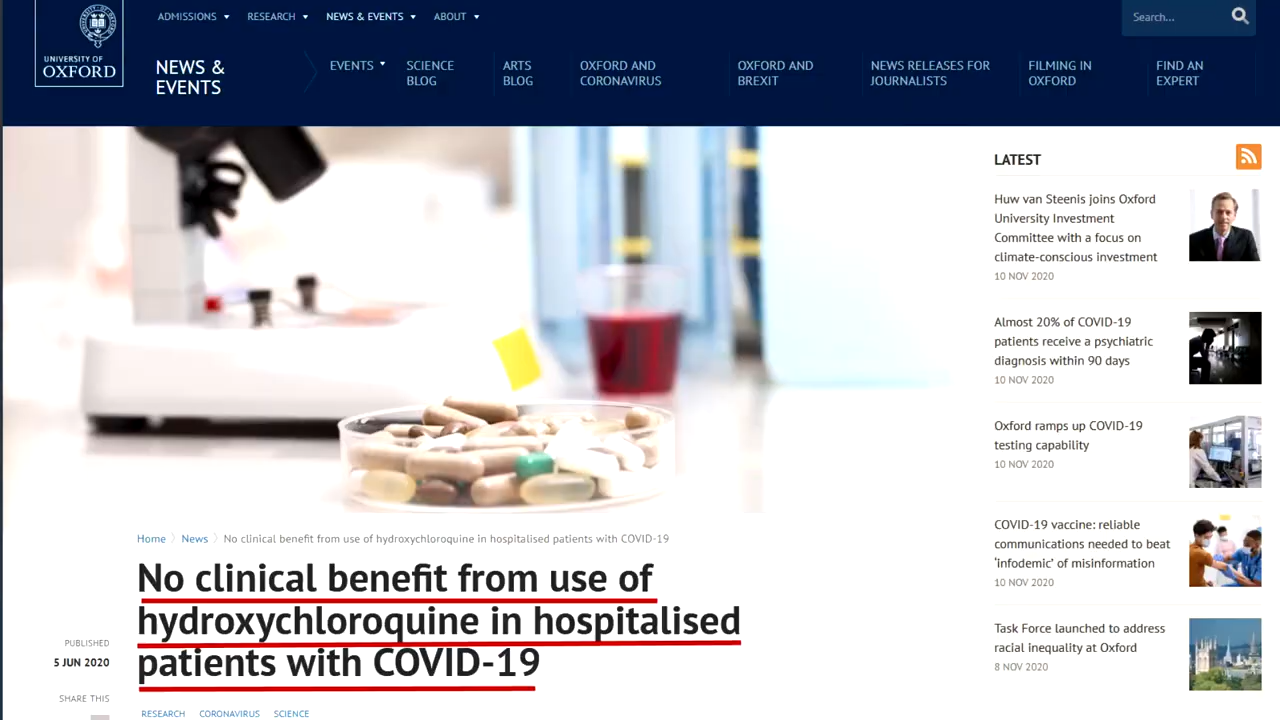 ADMISSIONS RESEARCH NEWS & EVENTS ABOUT
Search...
UNIVERSITY OF
OXFORD
NEWS &
EVENTS
EVENTS
SCIENCE
BLOG
ARTS
BLOG
OXFORD AND
CORONAVIRUS
OXFORD AND
BREXIT
NEWS RELEASES FOR
JOURNALISTS
FILMING IN
OXFORD
FIND AN
EXPERT
Home News No clinical benefit from use of hydroxychloroquine in hospitalised patients with COVID-19
No clinical benefit from use of
hydroxychloroquine in hospitalised
patients with COVID-19
PUBLISHED
5 JUN 2020
SHARE THIS
RESEARCH CORONAVIRUS SCIENCE
LATEST
Huw van Steenis joins Oxford
University Investment
Committee with a focus on
climate-conscious investment
10 NOV 2020
Almost 20% of COVID-19
patients receive a psychiatric
diagnosis within 90 days
10 NOV 2020
Oxford ramps up COVID-19
testing capability
10 NOV 2020
COVID-19 vaccine: reliable
communications needed to beat
‘infodemic’ of misinformation
10 NOV 2020
Task Force launched to address
racial inequality at Oxford
8 NOV 2020